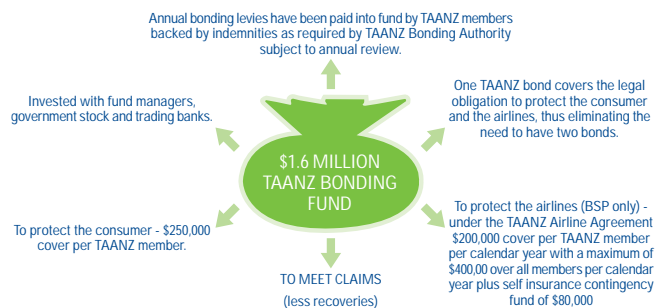 Annual bonding levies have been paid into fund by TAANZ members
backed by indemnities as required by TAANZ Bonding Authority
subject to annual review.
Invested with fund managers,
government stock and trading banks.
One TAANZ bond covers the legal
obligation to protect the consumer
and the airlines, thus eliminating the
need to have two bonds.
$1.6 MILLION
TAANZ BONDING
FUND
To protect the consumer - $250,000
cover per TAANZ member.
To protect the airlines (BSP only) -
under the TAANZ Airline Agreement
$200,000 cover per TAANZ member
per calendar year with a maximum of
$400,00 over all members per calendar
year plus self insurance contingency
fund of $80,000
TO MEET CLAIMS
(less recoveries)